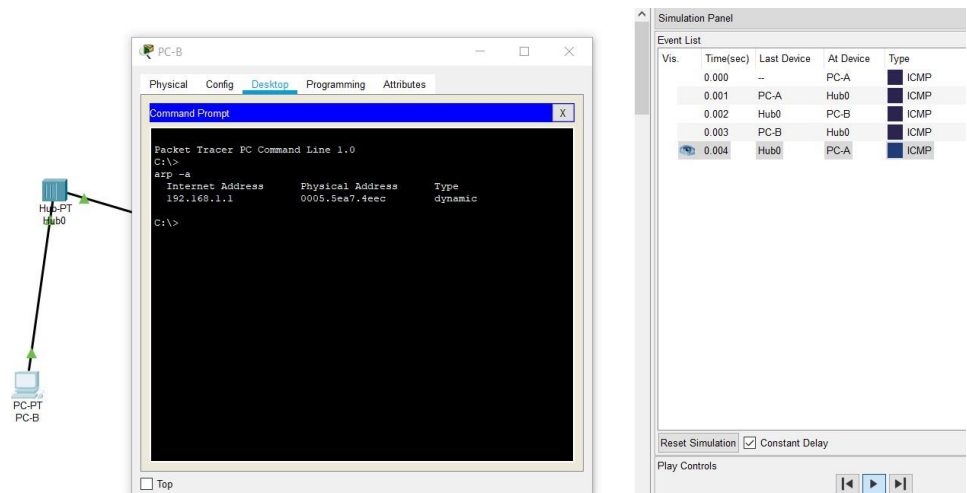 PC-B
Physical Config Desktop Programming Attributes
Command Prompt X
Packet Tracer PC Command Line 1.0
C:\>
arp -a
Internet Address Physical Address Type
192.168.1.1 0005.5ea7.4eec dynamic
C:\>
Top
Hub-PT
Hub0
PC-PT
PC-B
Simulation Panel
Event List
Vis. Time(sec) Last Device At Device Type
0.000 -- PC-A ICMP
0.001 PC-A Hub0 ICMP
0.002 Hub0 PC-B ICMP
0.003 PC-B Hub0 ICMP
0.004 Hub0 PC-A ICMP
Reset Simulation Constant Delay
Play Controls